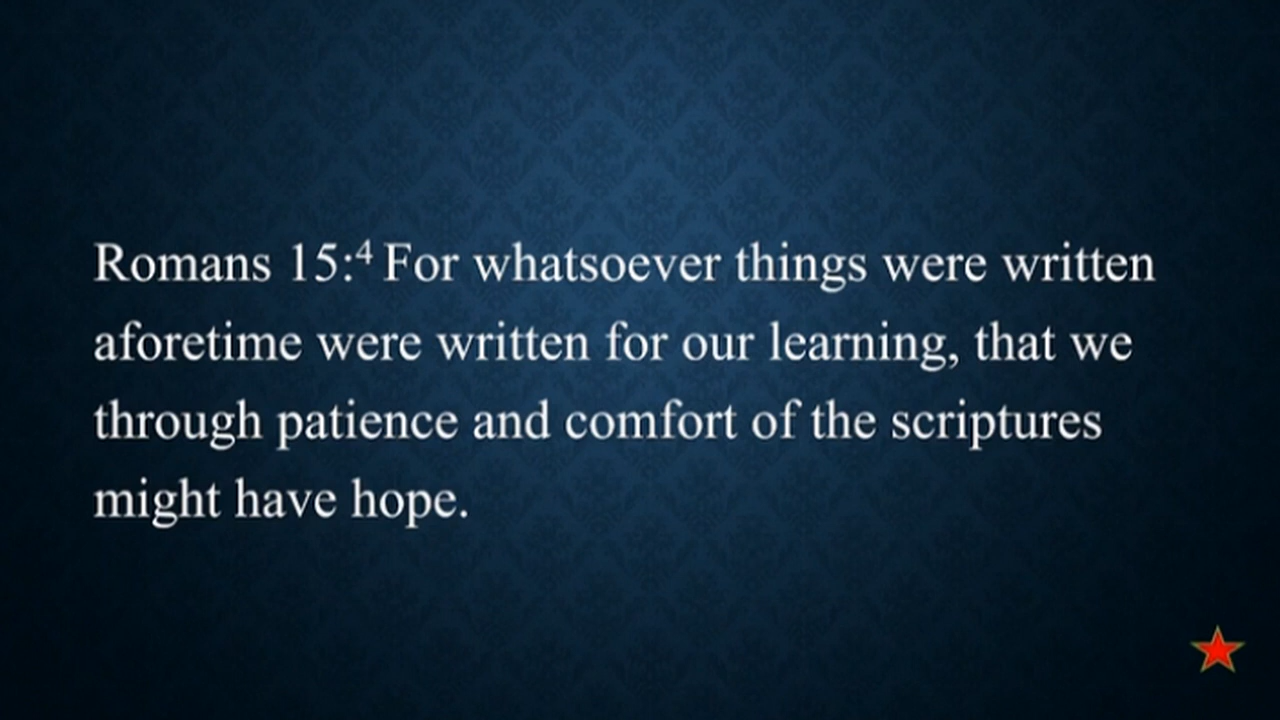 Romans 15:⁴ For whatsoever things were written
aforetime were written for our learning, that we
through patience and comfort of the scriptures
might have hope.